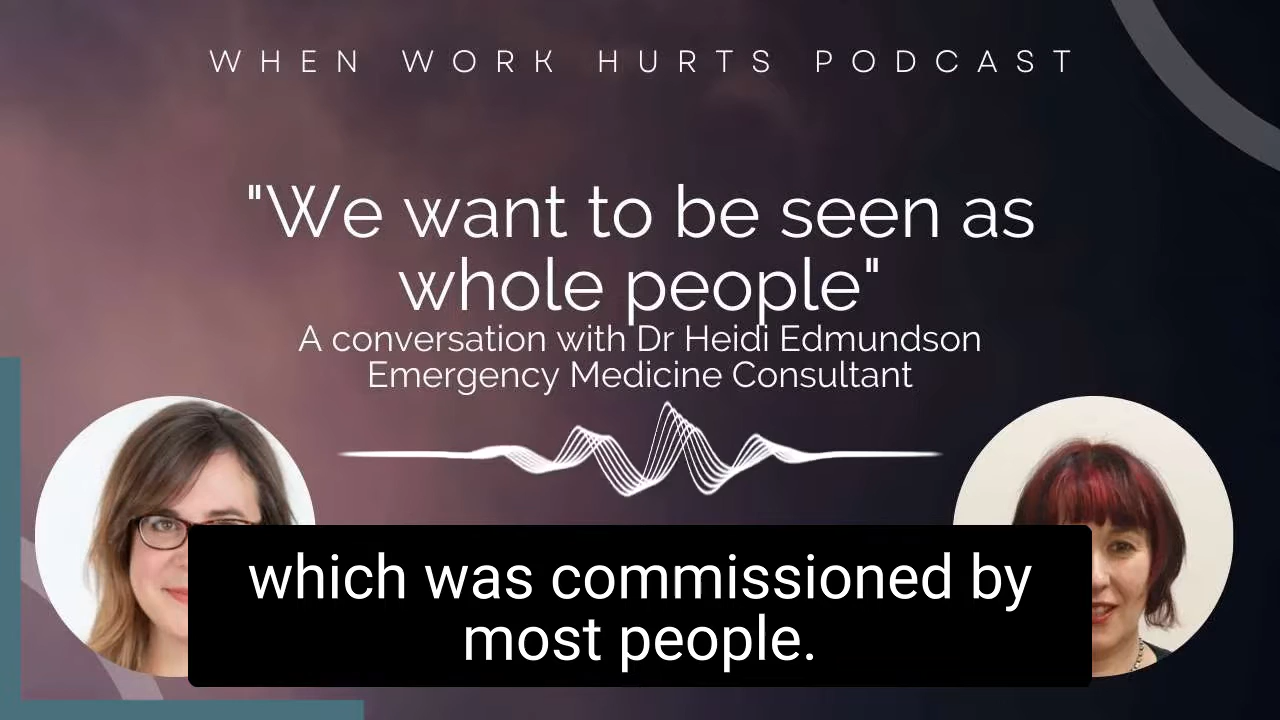 WHEN WORK HURTS PODCAST
"We want to be seen as
whole people"
A conversation with Dr Heidi Edmundson
Emergency Medicine Consultant
which was commissioned by
most people.